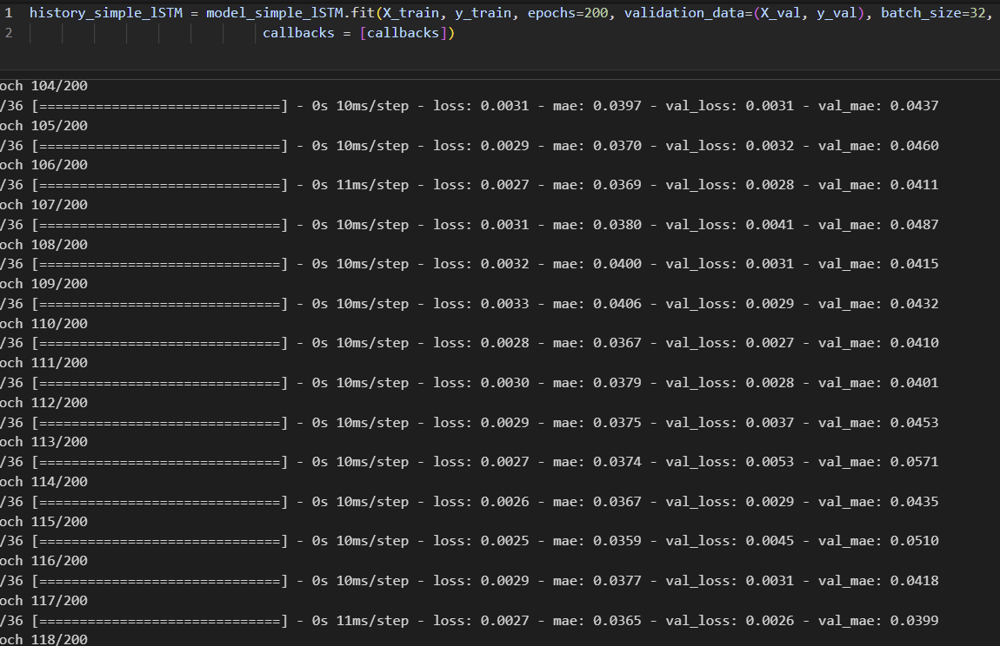 1 history_simple_lSTM = model_simple_lSTM.fit(X_train, y_train, epochs=200, validation_data=(X_val, y_val), batch_size=32,
2 callbacks = [callbacks])
och 104/200
/36 [==============================] - 0s 10ms/step - loss: 0.0031 - mae: 0.0397 - val_loss: 0.0031 - val_mae: 0.0437
och 105/200
/36 [==============================] - 0s 10ms/step - loss: 0.0029 - mae: 0.0370 - val_loss: 0.0032 - val_mae: 0.0460
och 106/200
/36 [==============================] - 0s 11ms/step - loss: 0.0027 - mae: 0.0369 - val_loss: 0.0028 - val_mae: 0.0411
och 107/200
/36 [==============================] - 0s 10ms/step - loss: 0.0031 - mae: 0.0380 - val_loss: 0.0041 - val_mae: 0.0487
och 108/200
/36 [==============================] - 0s 10ms/step - loss: 0.0032 - mae: 0.0400 - val_loss: 0.0031 - val_mae: 0.0415
och 109/200
/36 [==============================] - 0s 10ms/step - loss: 0.0033 - mae: 0.0406 - val_loss: 0.0029 - val_mae: 0.0432
och 110/200
/36 [==============================] - 0s 10ms/step - loss: 0.0028 - mae: 0.0367 - val_loss: 0.0027 - val_mae: 0.0410
och 111/200
/36 [==============================] - 0s 10ms/step - loss: 0.0030 - mae: 0.0379 - val_loss: 0.0028 - val_mae: 0.0401
och 112/200
/36 [==============================] - 0s 10ms/step - loss: 0.0029 - mae: 0.0375 - val_loss: 0.0037 - val_mae: 0.0453
och 113/200
/36 [==============================] - 0s 10ms/step - loss: 0.0027 - mae: 0.0374 - val_loss: 0.0053 - val_mae: 0.0571
och 114/200
/36 [==============================] - 0s 10ms/step - loss: 0.0026 - mae: 0.0367 - val_loss: 0.0029 - val_mae: 0.0435
och 115/200
/36 [==============================] - 0s 10ms/step - loss: 0.0025 - mae: 0.0359 - val_loss: 0.0045 - val_mae: 0.0510
och 116/200
/36 [==============================] - 0s 10ms/step - loss: 0.0029 - mae: 0.0377 - val_loss: 0.0031 - val_mae: 0.0418
och 117/200
/36 [==============================] - 0s 11ms/step - loss: 0.0027 - mae: 0.0365 - val_loss: 0.0026 - val_mae: 0.0399
och 118/200